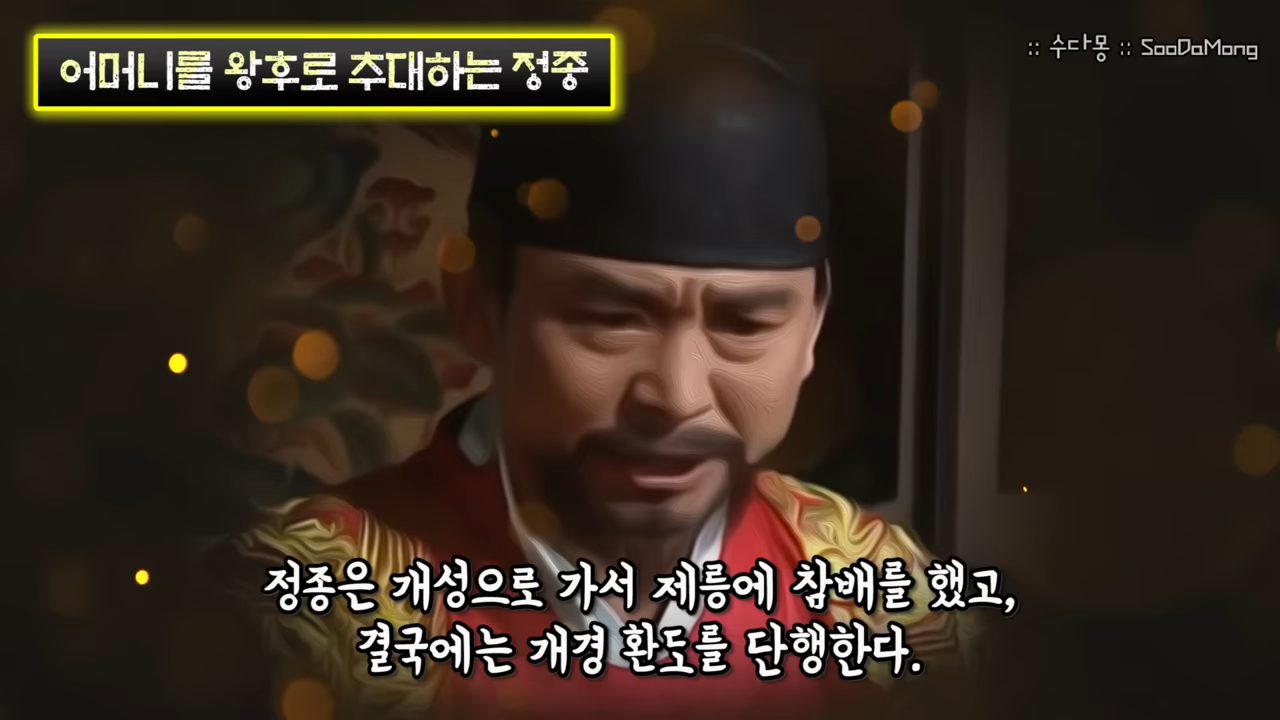 어머니를 왕후로 추대하는 정종
:: 수다몽 :: SooDaMong
정종은 개성으로 가서 제릉에 참배를 했고,
결국에는 개경 환도를 단행한다.